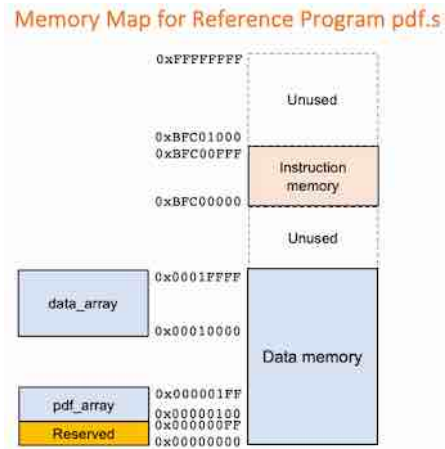 Memory Map for Reference Program pdf.s
0xFFFFFFFF
Unused
0xBFC01000
0xBFC00FFF
Instruction
memory
0xBFC00000
Unused
0x0001FFFF
data_array
0x00010000
Data memory
0x000001FF
pdf_array
0x00000100
0x000000FF
Reserved
0x00000000